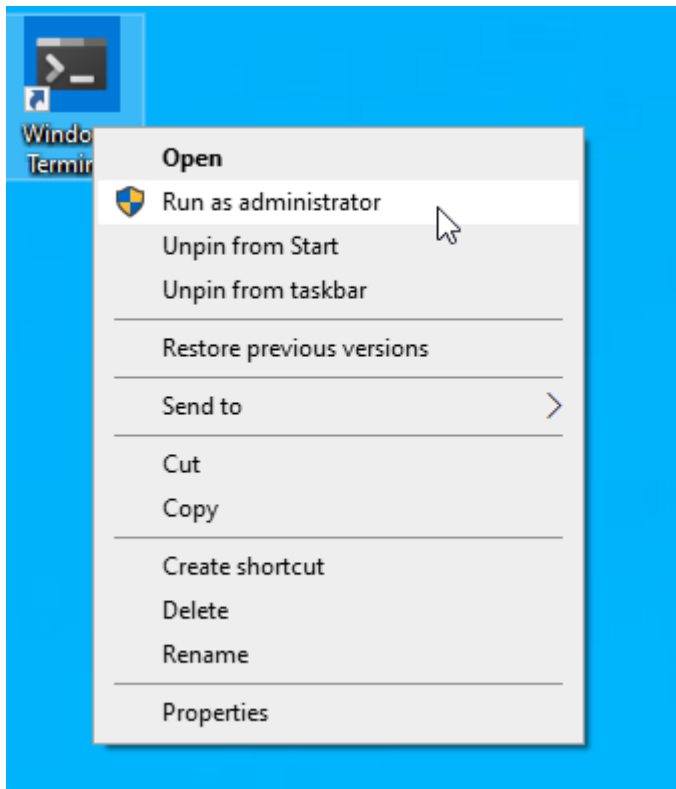 Windo
Termin
Open
Run as administrator
Unpin from Start
Unpin from taskbar
Restore previous versions
Send to
Cut
Copy
Create shortcut
Delete
Rename
Properties